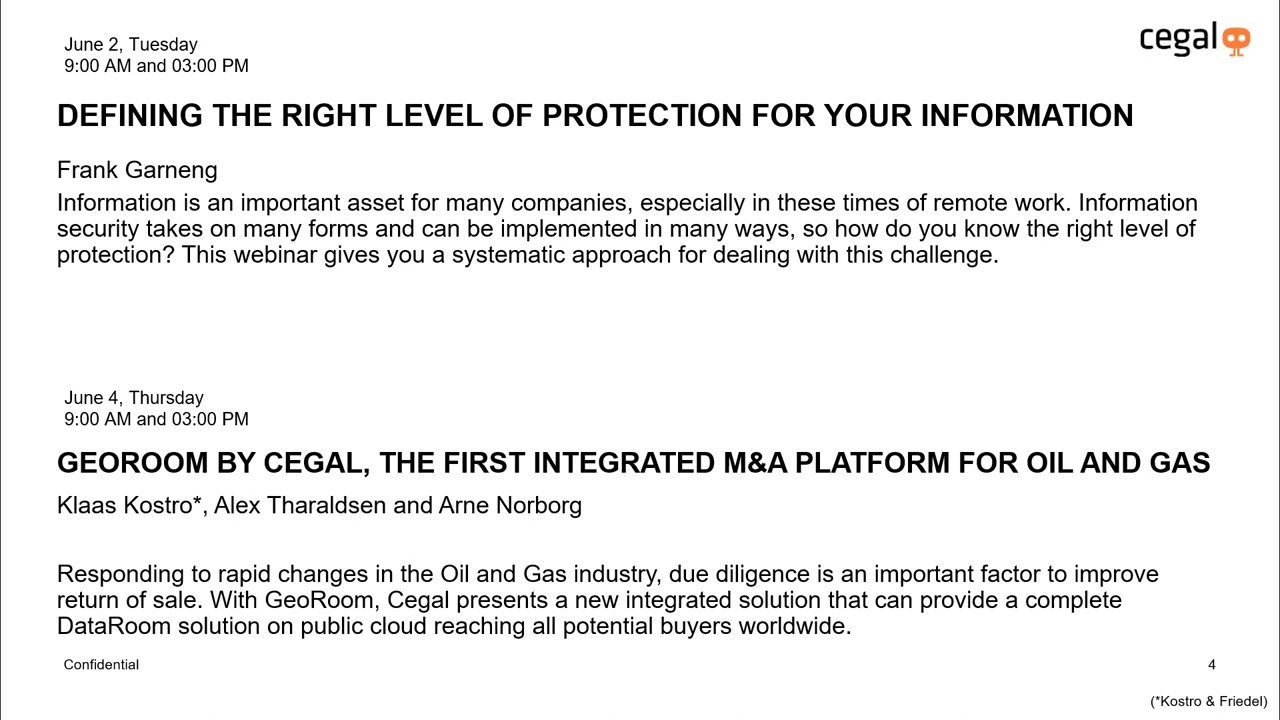 June 2, Tuesday
9:00 AM and 03:00 PM
cegal
DEFINING THE RIGHT LEVEL OF PROTECTION FOR YOUR INFORMATION
Frank Garneng
Information is an important asset for many companies, especially in these times of remote work. Information
security takes on many forms and can be implemented in many ways, so how do you know the right level of
protection? This webinar gives you a systematic approach for dealing with this challenge.
June 4, Thursday
9:00 AM and 03:00 PM
GEOROOM BY CEGAL, THE FIRST INTEGRATED M&A PLATFORM FOR OIL AND GAS
Klaas Kostro*, Alex Tharaldsen and Arne Norborg
Responding to rapid changes in the Oil and Gas industry, due diligence is an important factor to improve
return of sale. With GeoRoom, Cegal presents a new integrated solution that can provide a complete
DataRoom solution on public cloud reaching all potential buyers worldwide.
Confidential
4
(*Kostro & Friedel)